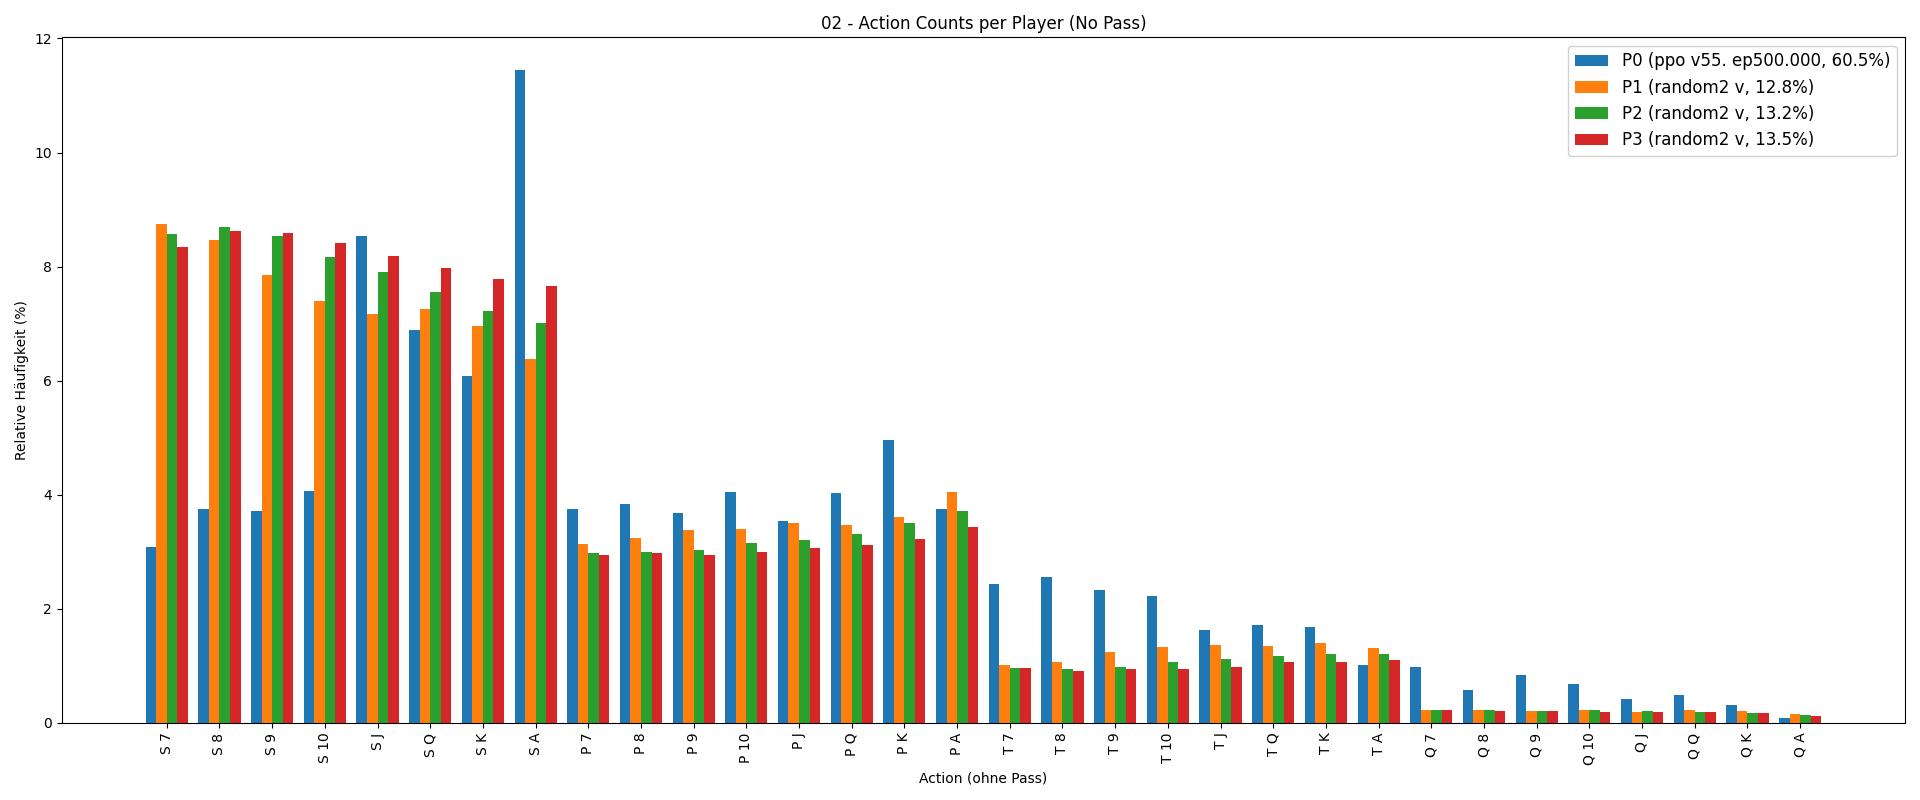 02 - Action Counts per Player (No Pass)
P0 (ppo v55. ep500.000, 60.5%)
P1 (random2 v, 12.8%)
P2 (random2 v, 13.2%)
P3 (random2 v, 13.5%)
Relative Häufigkeit (%)
12
10
8
6
4
2
0
S 7
S 8
S 9
S 10
S J
S Q
S K
S A
P 7
P 8
P 9
P 10
P J
P Q
P K
P A
T 7
T 8
T 9
T 10
T J
T Q
T K
T A
Q 7
Q 8
Q 9
Q 10
Q J
Q Q
Q K
Q A
Action (ohne Pass)